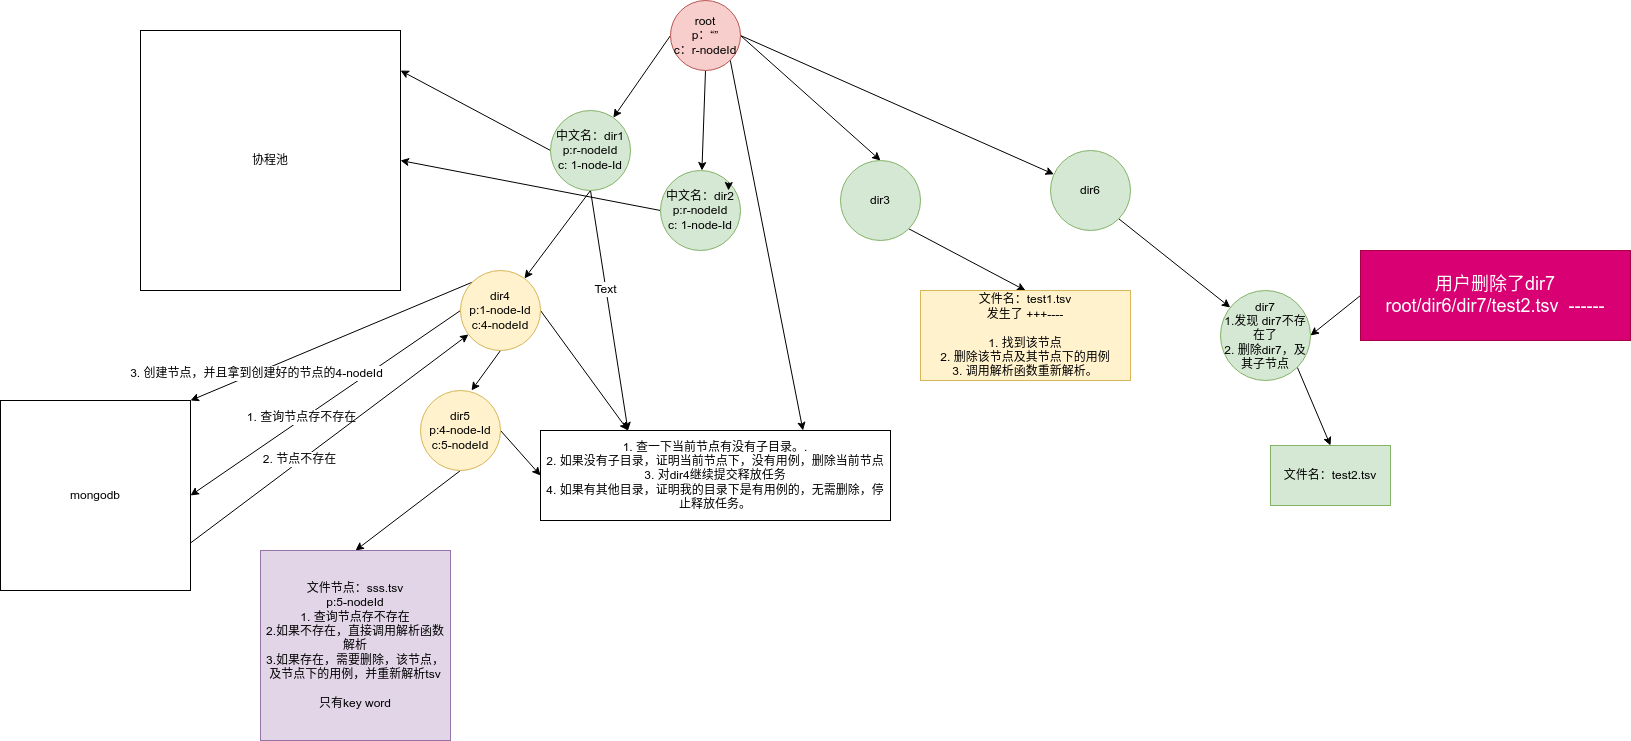 root
p：“”
c：r-nodeId
协程池
中文名：dir1
p:r-nodeId
c: 1-node-Id
中文名：dir2
p:r-nodeId
c: 1-node-Id
dir3
dir6
dir4
p:1-node-Id
c:4-nodeId
Text
文件名：test1.tsv
发生了 +++----
1. 找到该节点
2. 删除该节点及其节点下的用例
3. 调用解析函数重新解析。
dir7
1.发现 dir7不存
在了
2. 删除dir7，及
其子节点
用户删除了dir7
root/dir6/dir7/test2.tsv ------
3. 创建节点，并且拿到创建好的节点的4-nodeId
1. 查询节点存不存在
2. 节点不存在
mongodb
dir5
p:4-node-Id
c:5-nodeId
1. 查一下当前节点有没有子目录。.
2. 如果没有子目录，证明当前节点下，没有用例，删除当前节点
3. 对dir4继续提交释放任务
4. 如果有其他目录，证明我的目录下是有用例的，无需删除，停
止释放任务。
文件名：test2.tsv
文件节点：sss.tsv
p:5-nodeId
1. 查询节点存不存在
2.如果不存在，直接调用解析函数
解析
3.如果存在，需要删除，该节点，
及节点下的用例，并重新解析tsv
只有key word